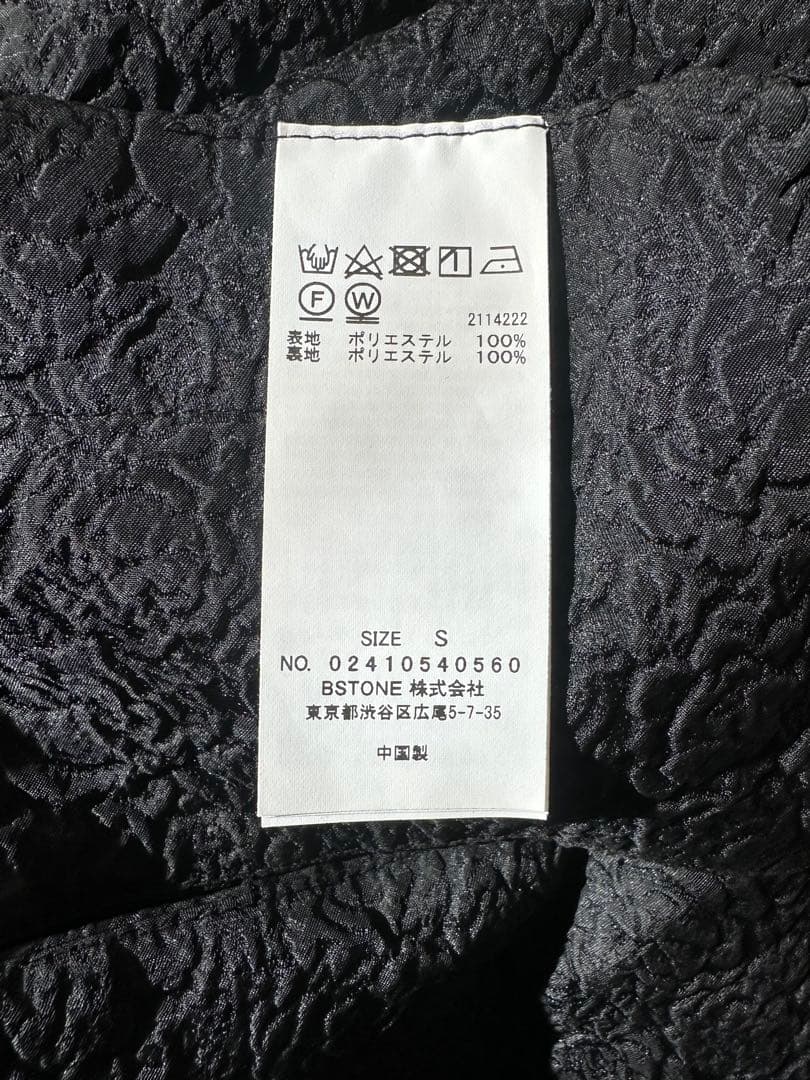 F W
2114222
表地 ポリエステル 100%
裏地 ポリエステル 100%
SIZE S
NO. 02410540560
BSTONE 株式会社
東京都渋谷区広尾5-7-35
中国製